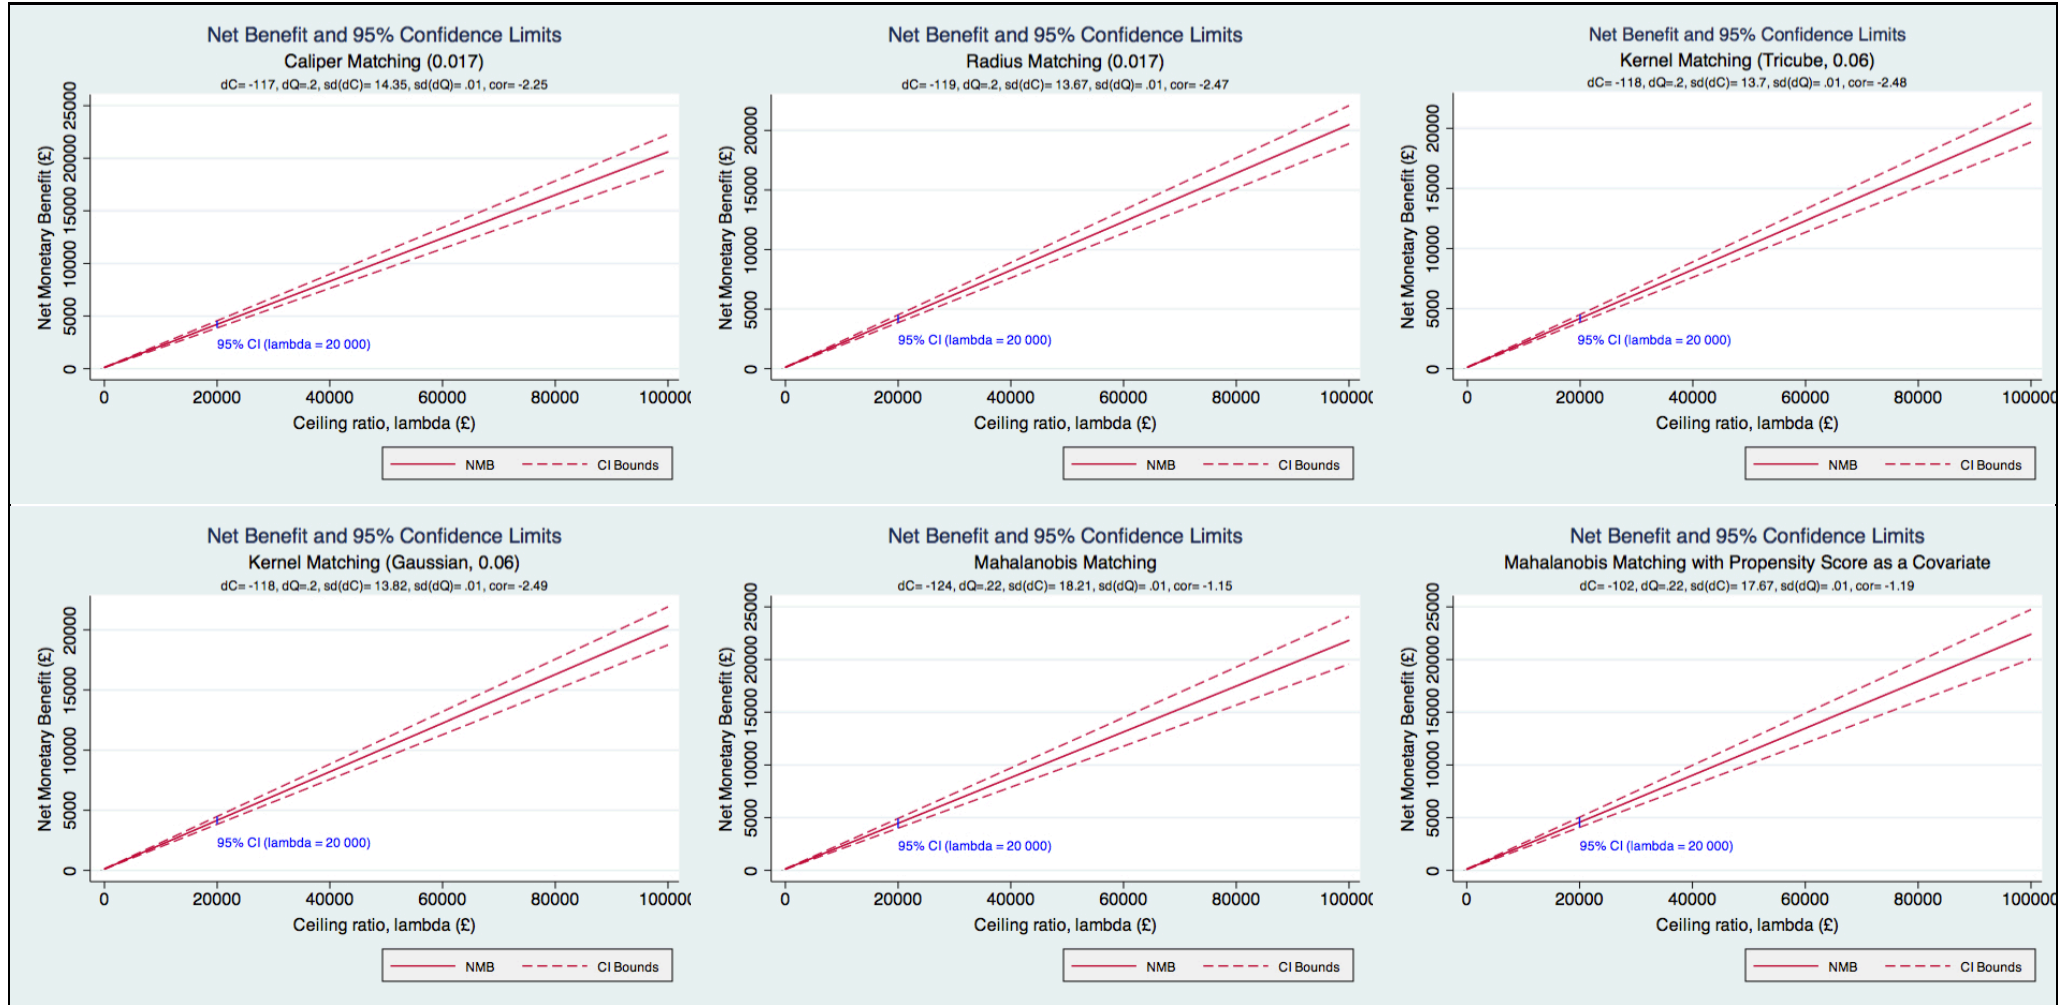 Net Benefit and 95% Confidence Limits
Caliper Matching (0.017)
dC= -117, dQ=.2, sd(dC)= 14.35, sd(dQ)= .01, cor= -2.25
Net Monetary Benefit (£)
0 5000 10000 15000 20000 25000
95% CI (lambda = 20 000)
0 20000 40000 60000 80000 100000
Ceiling ratio, lambda (£)
NMB CI Bounds
Net Benefit and 95% Confidence Limits
Radius Matching (0.017)
dC= -119, dQ=.2, sd(dC)= 13.67, sd(dQ)= .01, cor= -2.47
Net Monetary Benefit (£)
0 5000 10000 15000 20000
95% CI (lambda = 20 000)
0 20000 40000 60000 80000 100000
Ceiling ratio, lambda (£)
NMB CI Bounds
Net Benefit and 95% Confidence Limits
Kernel Matching (Tricube, 0.06)
dC= -118, dQ=.2, sd(dC)= 13.7, sd(dQ)= .01, cor= -2.48
Net Monetary Benefit (£)
0 5000 10000 15000 20000
95% CI (lambda = 20 000)
0 20000 40000 60000 80000 100000
Ceiling ratio, lambda (£)
NMB CI Bounds
Net Benefit and 95% Confidence Limits
Kernel Matching (Gaussian, 0.06)
dC= -118, dQ=.2, sd(dC)= 13.82, sd(dQ)= .01, cor= -2.49
Net Monetary Benefit (£)
0 5000 10000 15000 20000
95% CI (lambda = 20 000)
0 20000 40000 60000 80000 100000
Ceiling ratio, lambda (£)
NMB CI Bounds
Net Benefit and 95% Confidence Limits
Mahalanobis Matching
dC= -124, dQ=.22, sd(dC)= 18.21, sd(dQ)= .01, cor= -1.15
Net Monetary Benefit (£)
0 5000 10000 15000 20000 25000
95% CI (lambda = 20 000)
0 20000 40000 60000 80000 100000
Ceiling ratio, lambda (£)
NMB CI Bounds
Net Benefit and 95% Confidence Limits
Mahalanobis Matching with Propensity Score as a Covariate
dC= -102, dQ=.22, sd(dC)= 17.67, sd(dQ)= .01, cor= -1.19
Net Monetary Benefit (£)
0 5000 10000 15000 20000 25000
95% CI (lambda = 20 000)
0 20000 40000 60000 80000 100000
Ceiling ratio, lambda (£)
NMB CI Bounds